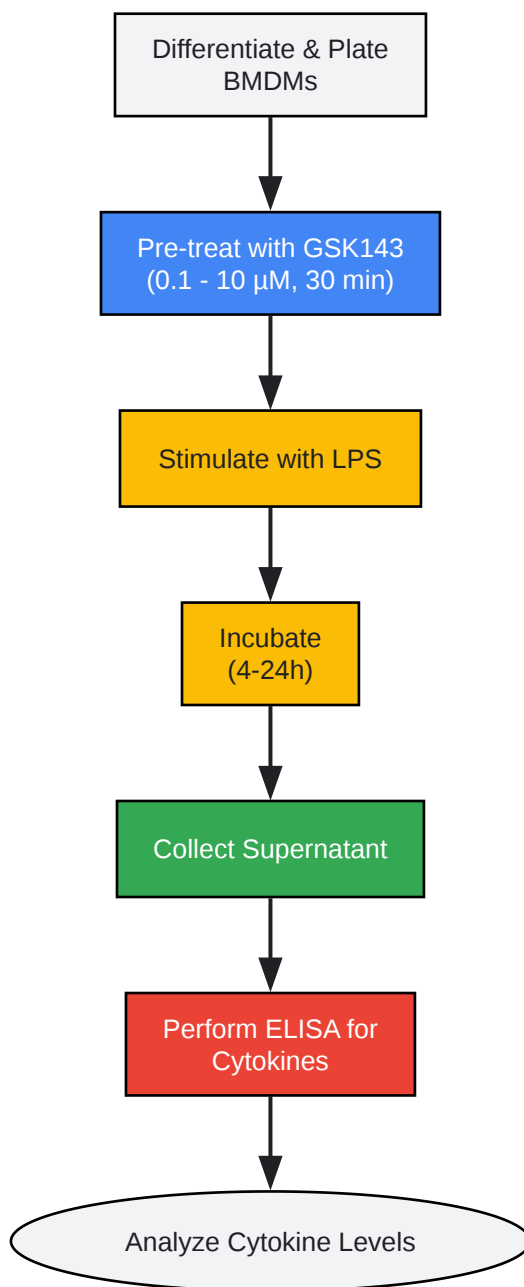 Differentiate & Plate
BMDMs
Pre-treat with GSK143
(0.1 - 10 µM, 30 min)
Stimulate with LPS
Incubate
(4-24h)
Collect Supernatant
Perform ELISA for
Cytokines
Analyze Cytokine Levels